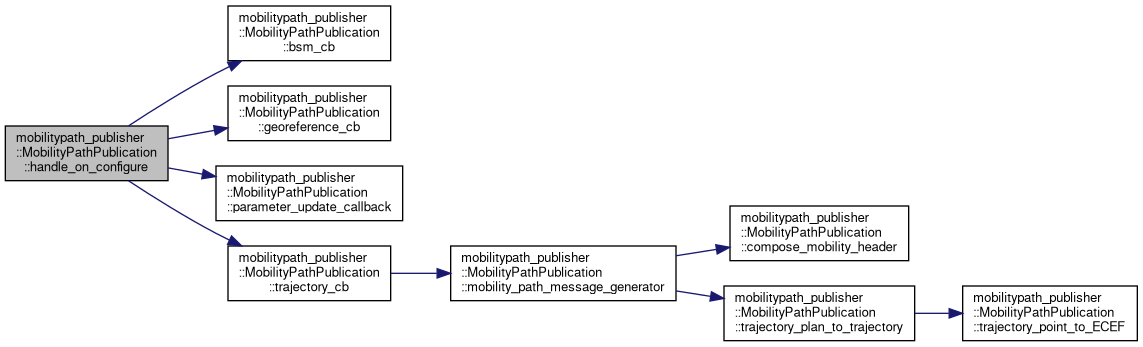 mobilitypath_publisher
::MobilityPathPublication
::handle_on_configure
mobilitypath_publisher
::MobilityPathPublication
::bsm_cb
mobilitypath_publisher
::MobilityPathPublication
::georeference_cb
mobilitypath_publisher
::MobilityPathPublication
::parameter_update_callback
mobilitypath_publisher
::MobilityPathPublication
::trajectory_cb
mobilitypath_publisher
::MobilityPathPublication
::mobility_path_message_generator
mobilitypath_publisher
::MobilityPathPublication
::compose_mobility_header
mobilitypath_publisher
::MobilityPathPublication
::trajectory_plan_to_trajectory
mobilitypath_publisher
::MobilityPathPublication
::trajectory_point_to_ECEF